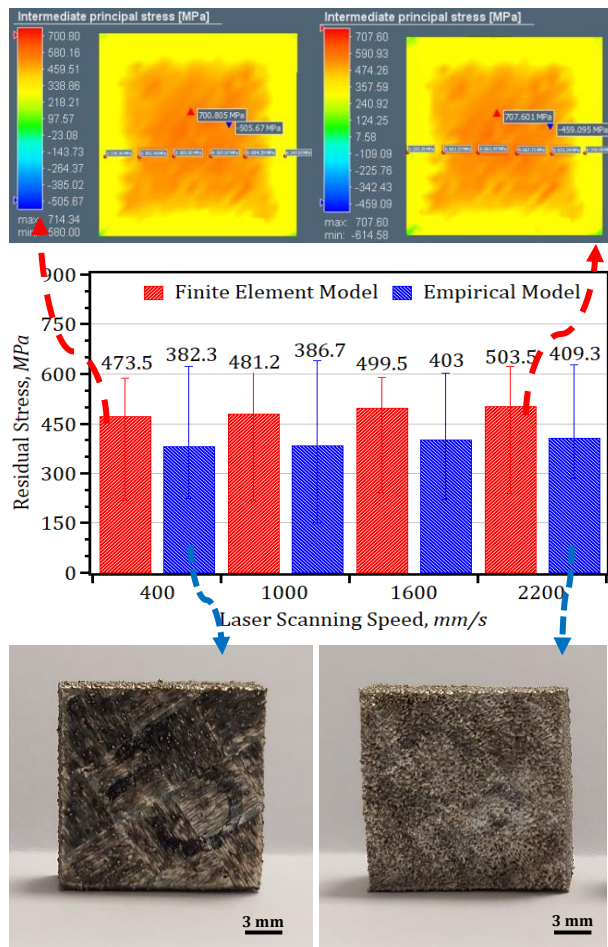 Intermediate principal stress [MPa]
700.80
580.16
459.51
338.86
218.21
97.57
-23.08
-143.73
-264.37
-385.02
-505.67
max: 714.34
min: -580.00
700.805 MPa
-505.67 MPa
Intermediate principal stress [MPa]
707.60
590.93
474.26
357.59
240.92
124.25
7.58
-109.09
-225.76
-342.43
-459.09
max: 707.60
min: -614.58
707.601 MPa
-459.095 MPa
Residual Stress, MPa
900
750
600
450
300
150
0
Finite Element Model
Empirical Model
473.5
382.3
481.2
386.7
499.5
403
503.5
409.3
400
1000
1600
2200
Laser Scanning Speed, mm/s
3 mm
3 mm